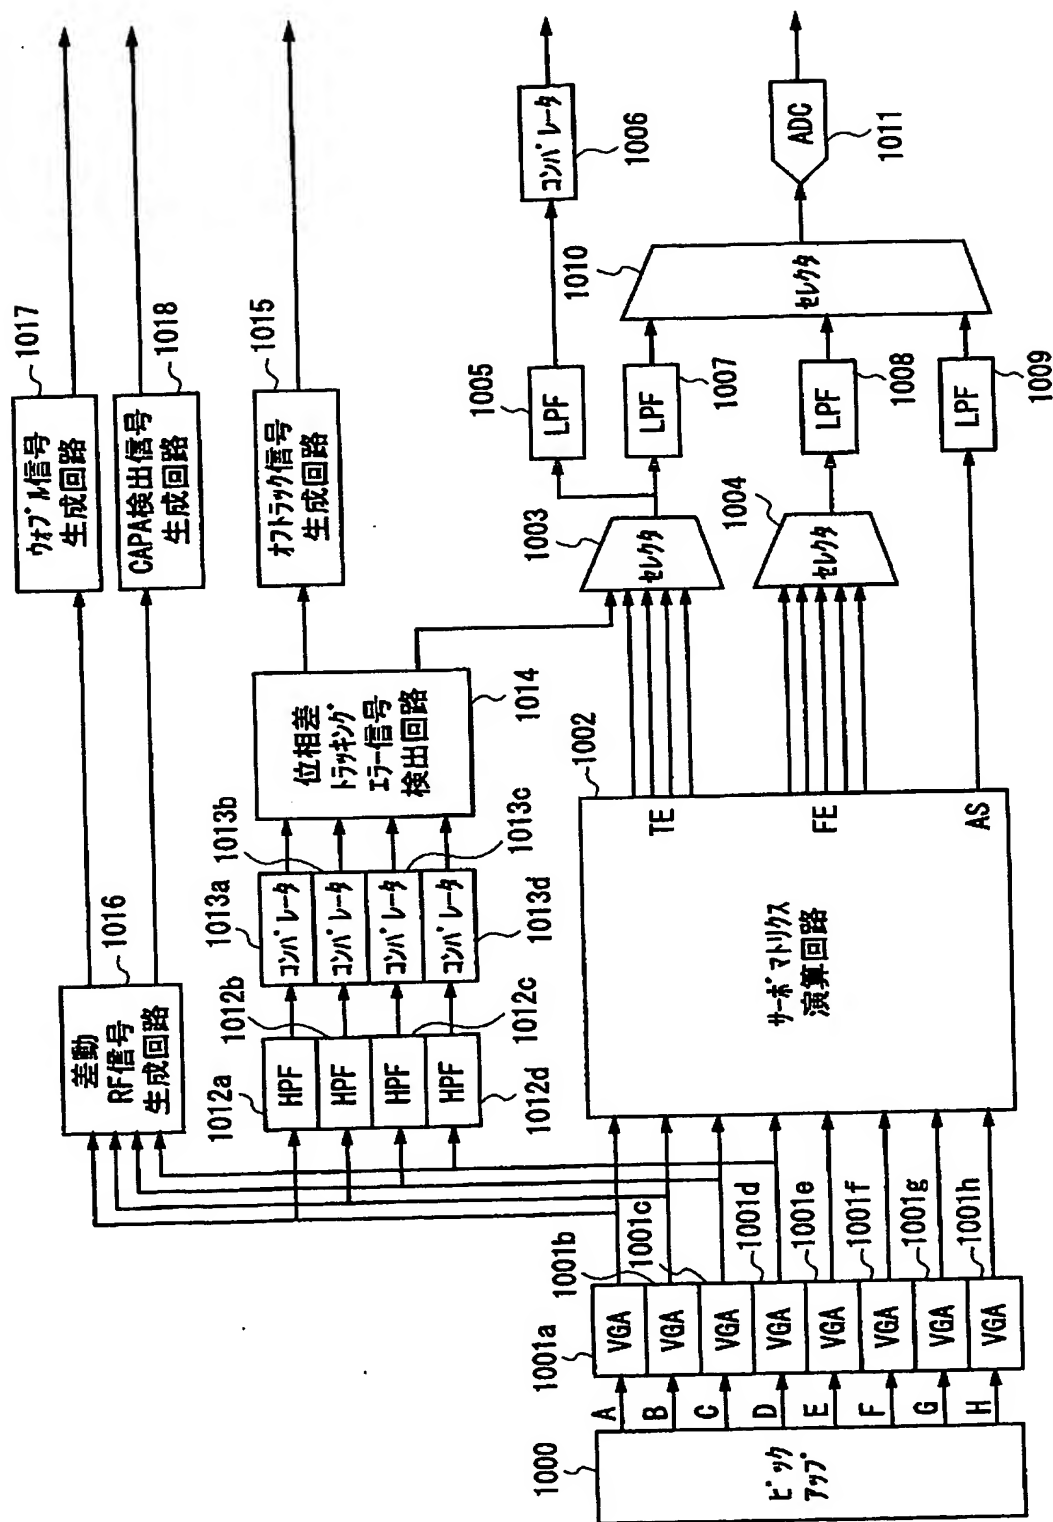 1017
ｳｫﾌﾞﾙ信号
生成回路
1018
CAPA検出信号
生成回路
1015
ｵﾌﾄﾗｯｸ信号
生成回路
1016
差動
RF信号
生成回路
1014
位相差
ﾄﾗｯｷﾝｸﾞ
ｴﾗｰ信号
検出回路
1013a
ｺﾝﾊﾟﾚｰﾀ
1013b
ｺﾝﾊﾟﾚｰﾀ
1013c
ｺﾝﾊﾟﾚｰﾀ
1013d
ｺﾝﾊﾟﾚｰﾀ
1012a
HPF
1012b
HPF
1012c
HPF
1012d
HPF
1005
LPF
1006
ｺﾝﾊﾟﾚｰﾀ
1003
ｾﾚｸﾀ
1007
LPF
1004
ｾﾚｸﾀ
1008
LPF
1009
LPF
1010
ｾﾚｸﾀ
1011
ADC
1002
TE
FE
AS
ｻｰﾎﾞﾏﾄﾘｸｽ
演算回路
1001a
VGA
1001b
VGA
1001c
VGA
1001d
VGA
1001e
VGA
1001f
VGA
1001g
VGA
1001h
VGA
A
B
C
D
E
F
G
H
1000
ﾋﾟｯｸ
ｱｯﾌﾟ